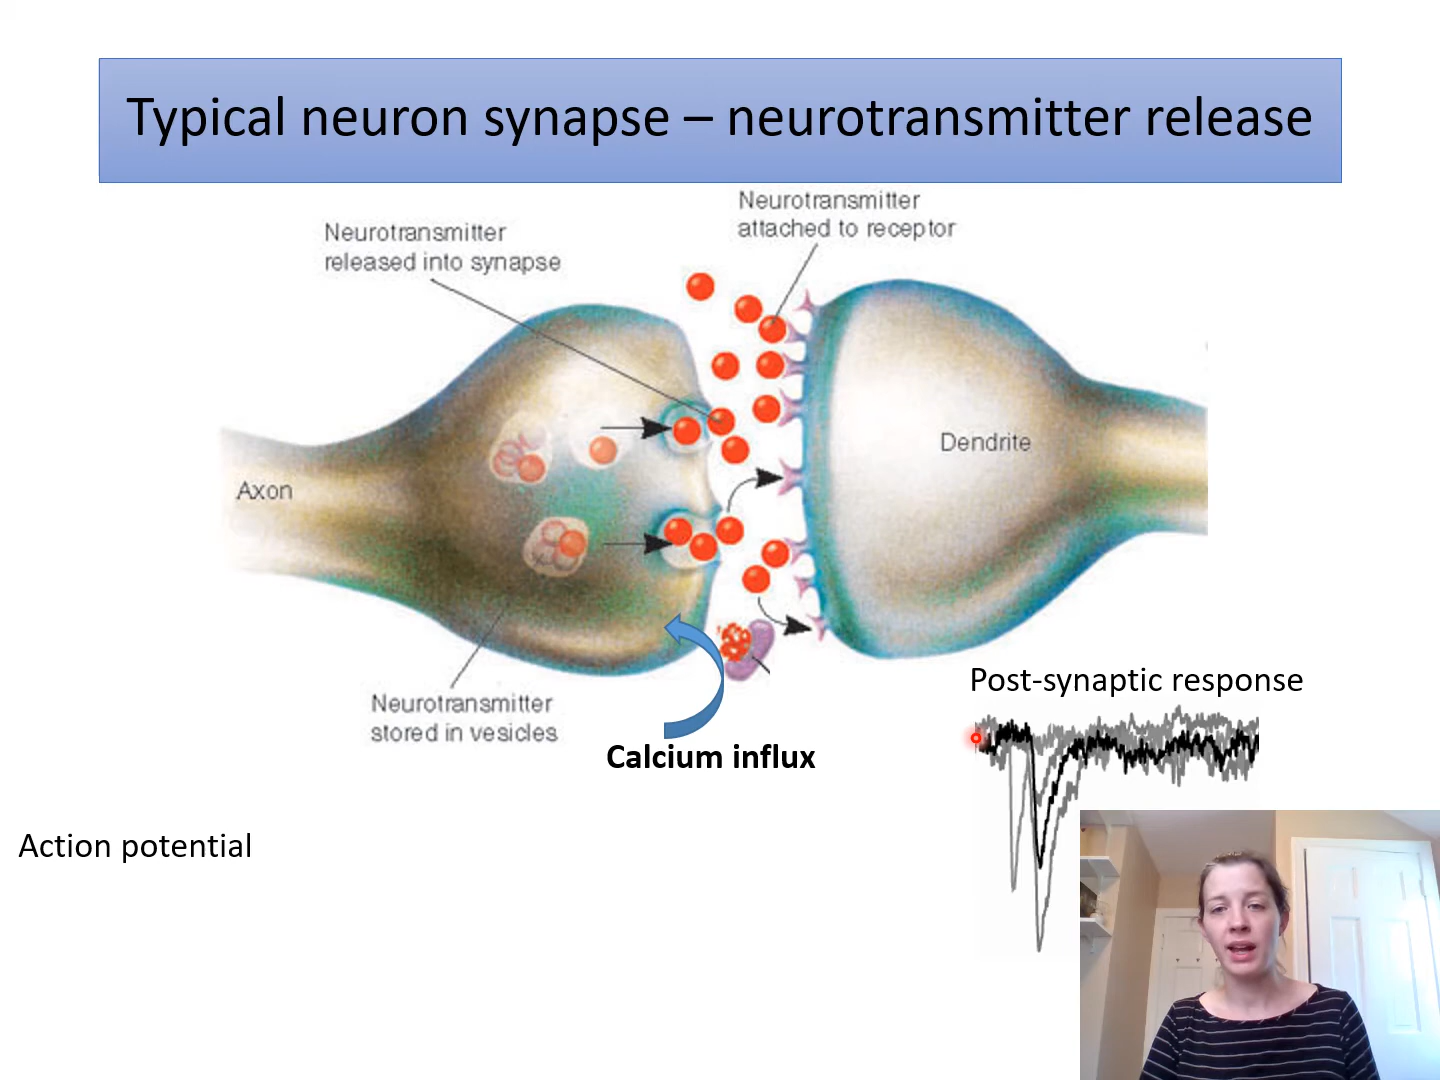 Typical neuron synapse – neurotransmitter release
Neurotransmitter
attached to receptor
Neurotransmitter
released into synapse
Dendrite
Axon
Post-synaptic response
Neurotransmitter
stored in vesicles
Calcium influx
Action potential